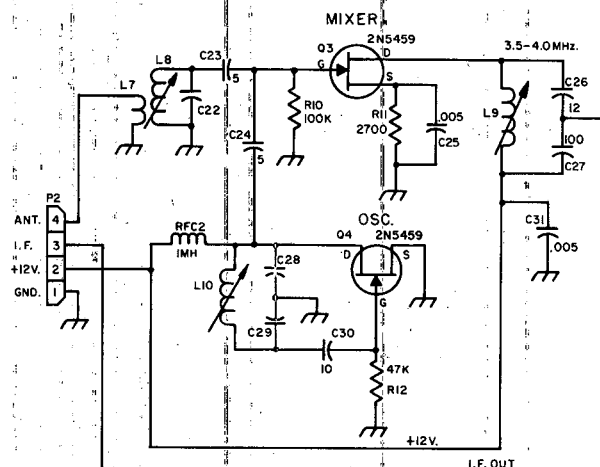 MIXER
2N5459
Q3
D
G
S
3.5-4.0MHz.
C23
5
L8
L7
C22
R10
100K
R11
2700
.005
C25
L9
C26
12
100
C27
C24
5
P2
ANT. 4
I.F. 3
+12V. 2
GND. 1
RFC2
1MH
OSC.
Q4
2N5459
D
S
G
C28
L10
C29
C30
10
47K
R12
C31
.005
+12V.
I.F. OUT